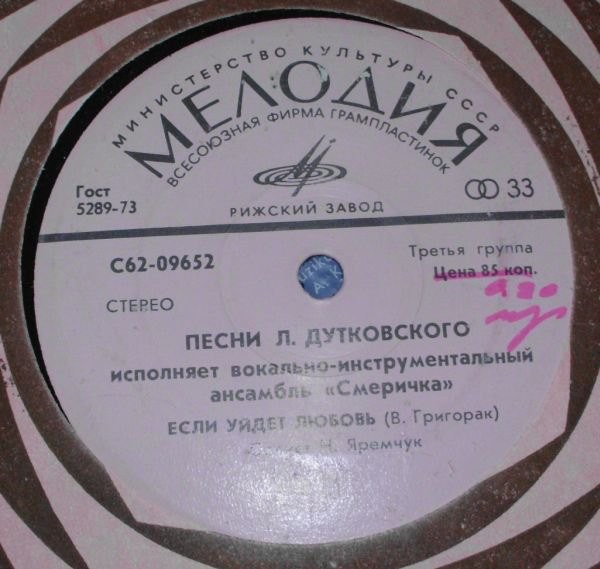 МИНИСТЕРСТВО КУЛЬТУРЫ СССР
МЕЛОДИЯ
ВСЕСОЮЗНАЯ ФИРМА ГРАМПЛАСТИНОК
Гост
5289-73
33
РИЖСКИЙ ЗАВОД
С62-09652
Третья группа
Цена 85 коп.
СТЕРЕО
ПЕСНИ Л. ДУТКОВСКОГО
исполняет вокально-инструментальный
ансамбль «Смеричка»
ЕСЛИ УЙДЕТ ЛЮБОВЬ (В. Григорак)
Н. Яремчук